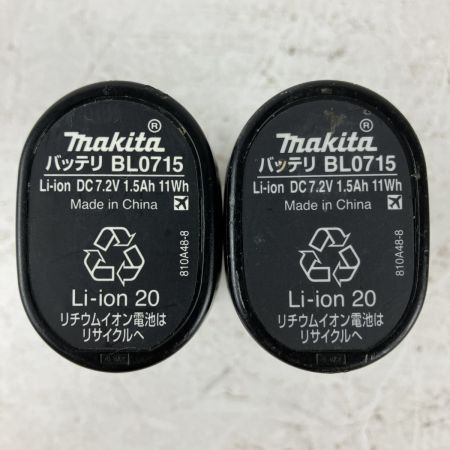 makita®
バッテリ BL0715
Li-ion DC 7.2V 1.5Ah 11Wh
Made in China
810A48-8
Li-ion 20
リチウムイオン電池は
リサイクルへ
makita®
バッテリ BL0715
Li-ion DC 7.2V 1.5Ah 11Wh
Made in China
810A48-8
Li-ion 20
リチウムイオン電池は
リサイクルへ